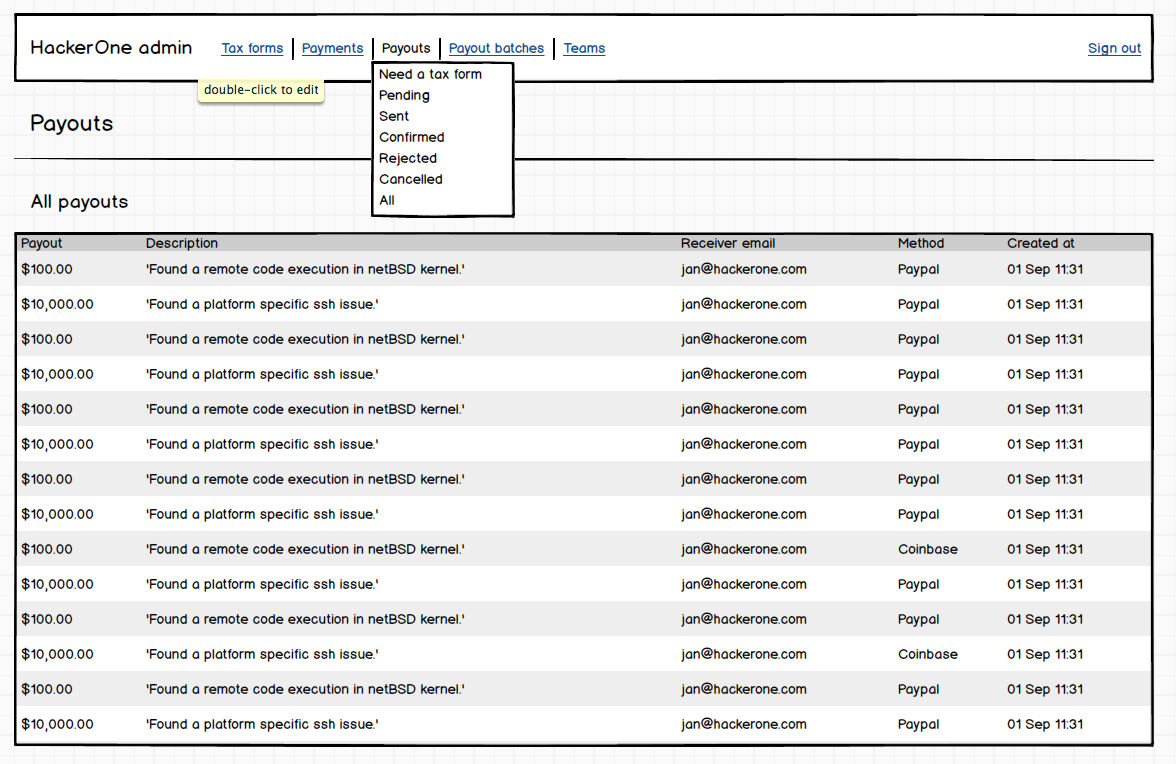 HackerOne admin Tax forms Payments Payouts Payout batches Teams Sign out
double-click to edit
Need a tax form
Pending
Sent
Confirmed
Rejected
Cancelled
All
Payouts
All payouts
Payout Description Receiver email Method Created at
$100.00 'Found a remote code execution in netBSD kernel.' jan@hackerone.com Paypal 01 Sep 11:31
$10,000.00 'Found a platform specific ssh issue.' jan@hackerone.com Paypal 01 Sep 11:31
$100.00 'Found a remote code execution in netBSD kernel.' jan@hackerone.com Paypal 01 Sep 11:31
$10,000.00 'Found a platform specific ssh issue.' jan@hackerone.com Paypal 01 Sep 11:31
$100.00 'Found a remote code execution in netBSD kernel.' jan@hackerone.com Paypal 01 Sep 11:31
$10,000.00 'Found a platform specific ssh issue.' jan@hackerone.com Paypal 01 Sep 11:31
$100.00 'Found a remote code execution in netBSD kernel.' jan@hackerone.com Paypal 01 Sep 11:31
$10,000.00 'Found a platform specific ssh issue.' jan@hackerone.com Paypal 01 Sep 11:31
$100.00 'Found a remote code execution in netBSD kernel.' jan@hackerone.com Coinbase 01 Sep 11:31
$10,000.00 'Found a platform specific ssh issue.' jan@hackerone.com Paypal 01 Sep 11:31
$100.00 'Found a remote code execution in netBSD kernel.' jan@hackerone.com Paypal 01 Sep 11:31
$10,000.00 'Found a platform specific ssh issue.' jan@hackerone.com Coinbase 01 Sep 11:31
$100.00 'Found a remote code execution in netBSD kernel.' jan@hackerone.com Paypal 01 Sep 11:31
$10,000.00 'Found a platform specific ssh issue.' jan@hackerone.com Paypal 01 Sep 11:31